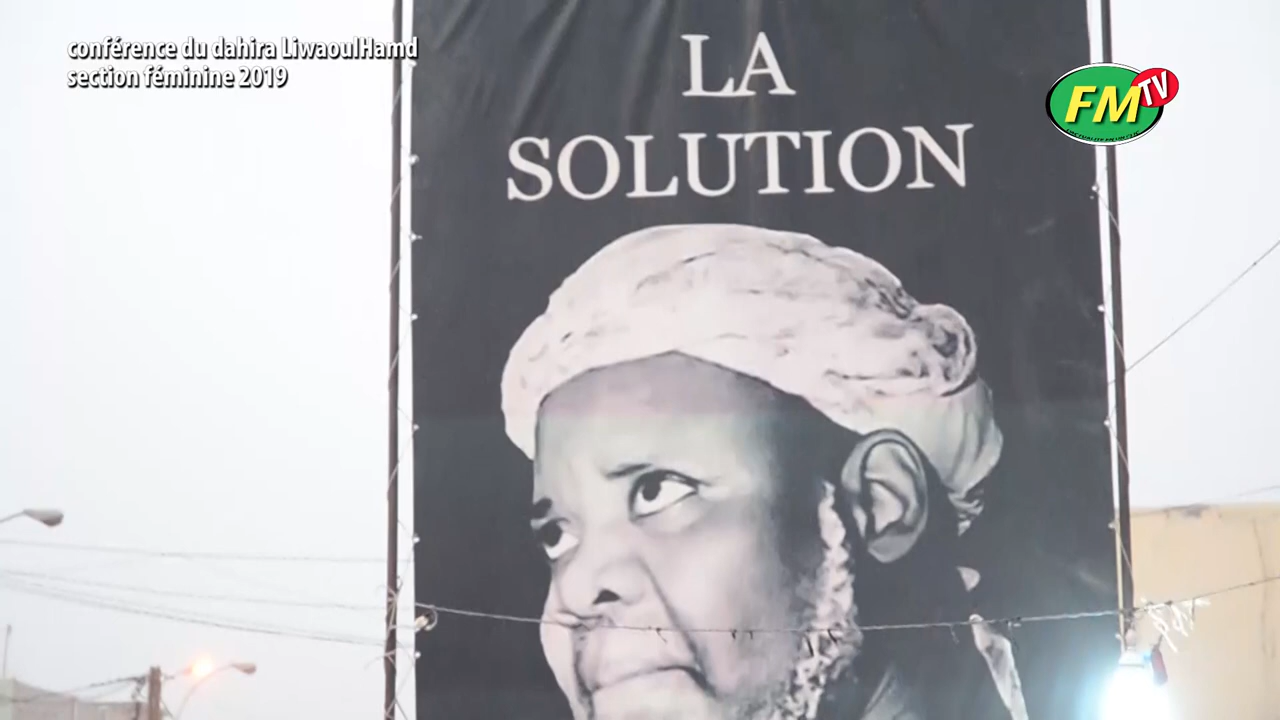 conférence du dahira LiwaoulHamd
section féminine 2019
LA
SOLUTION
FM TV